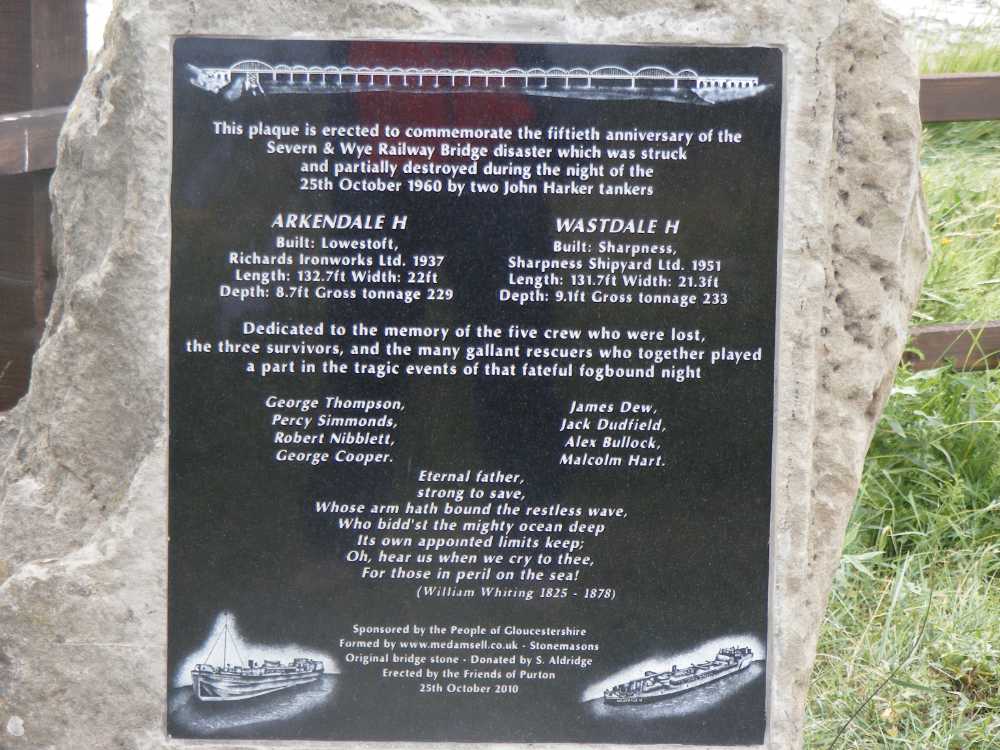 This plaque is erected to commemorate the fiftieth anniversary of the
Severn & Wye Railway Bridge disaster which was struck
and partially destroyed during the night of the
25th October 1960 by two John Harker tankers
ARKENDALE H
Built: Lowestoft,
Richards Ironworks Ltd. 1937
Length: 132.7ft Width: 22ft
Depth: 8.7ft Gross tonnage 229
WASTDALE H
Built: Sharpness,
Sharpness Shipyard Ltd. 1951
Length: 131.7ft Width: 21.3ft
Depth: 9.1ft Gross tonnage 233
Dedicated to the memory of the five crew who were lost,
the three survivors, and the many gallant rescuers who together played
a part in the tragic events of that fateful fogbound night
George Thompson,
Percy Simmonds,
Robert Nibblett,
George Cooper.
James Dew,
Jack Dudfield,
Alex Bullock,
Malcolm Hart.
Eternal father,
strong to save,
Whose arm hath bound the restless wave,
Who bidd'st the mighty ocean deep
Its own appointed limits keep;
Oh, hear us when we cry to thee,
For those in peril on the sea!
(William Whiting 1825 - 1878)
Sponsored by the People of Gloucestershire
Formed by www.medamsell.co.uk - Stonemasons
Original bridge stone - Donated by S. Aldridge
Erected by the Friends of Purton
25th October 2010